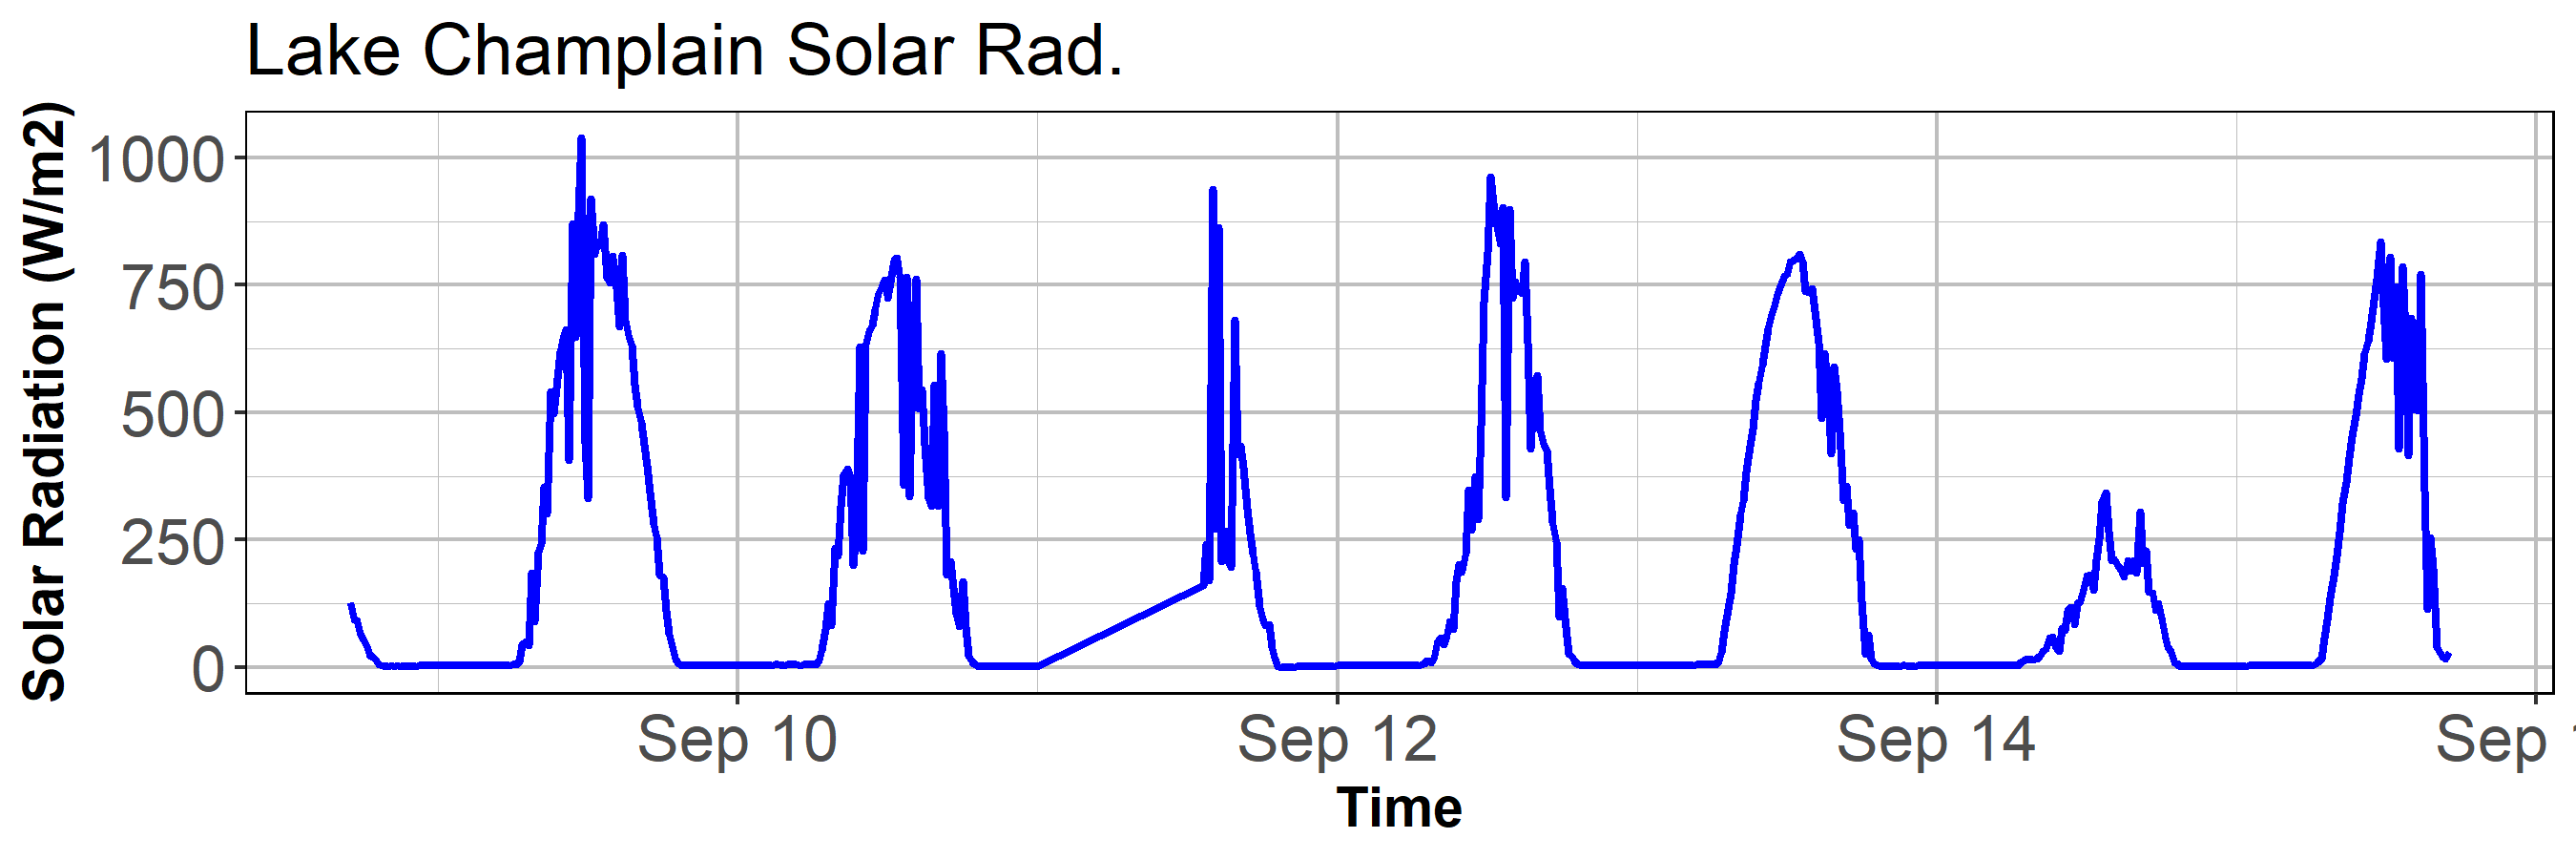 Lake Champlain Solar Rad.
Solar Radiation (W/m2)
1000
750
500
250
0
Sep 10 Sep 12 Sep 14 Sep
Time